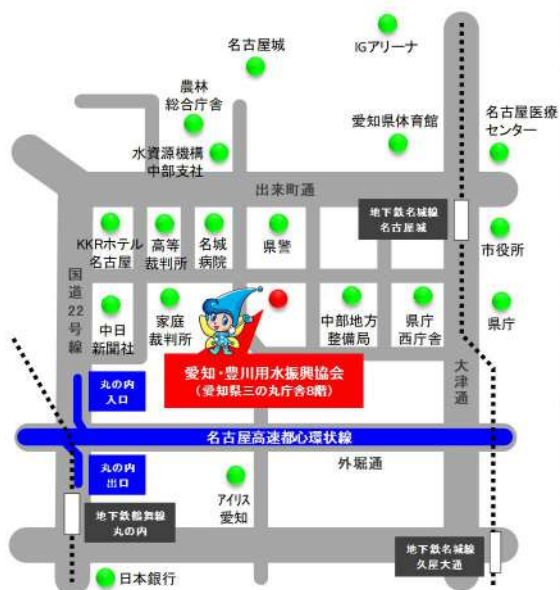 名古屋城
IGアリーナ
農林
総合庁舎
愛知県体育館
名古屋医療
センター
水資源機構
中部支社
出来町通
地下鉄名城線
名古屋城
KKRホテル
名古屋
高等
裁判所
名城
病院
県警
市役所
国道22号線
中日
新聞社
家庭
裁判所
中部地方
整備局
県庁
西庁舎
県庁
愛知・豊川用水振興協会
(愛知県三の丸庁舎8階)
大津通
丸の内
入口
名古屋高速都心環状線
外堀通
丸の内
出口
アイリス
愛知
地下鉄鶴舞線
丸の内
地下鉄名城線
久屋大通
日本銀行